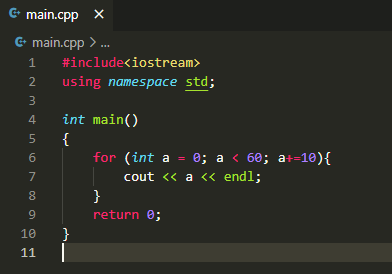 main.cpp ×
main.cpp > ...
1 #include<iostream>
2 using namespace std;
3
4 int main()
5 {
6     for (int a = 0; a < 60; a+=10){
7         cout << a << endl;
8     }
9     return 0;
10 }
11